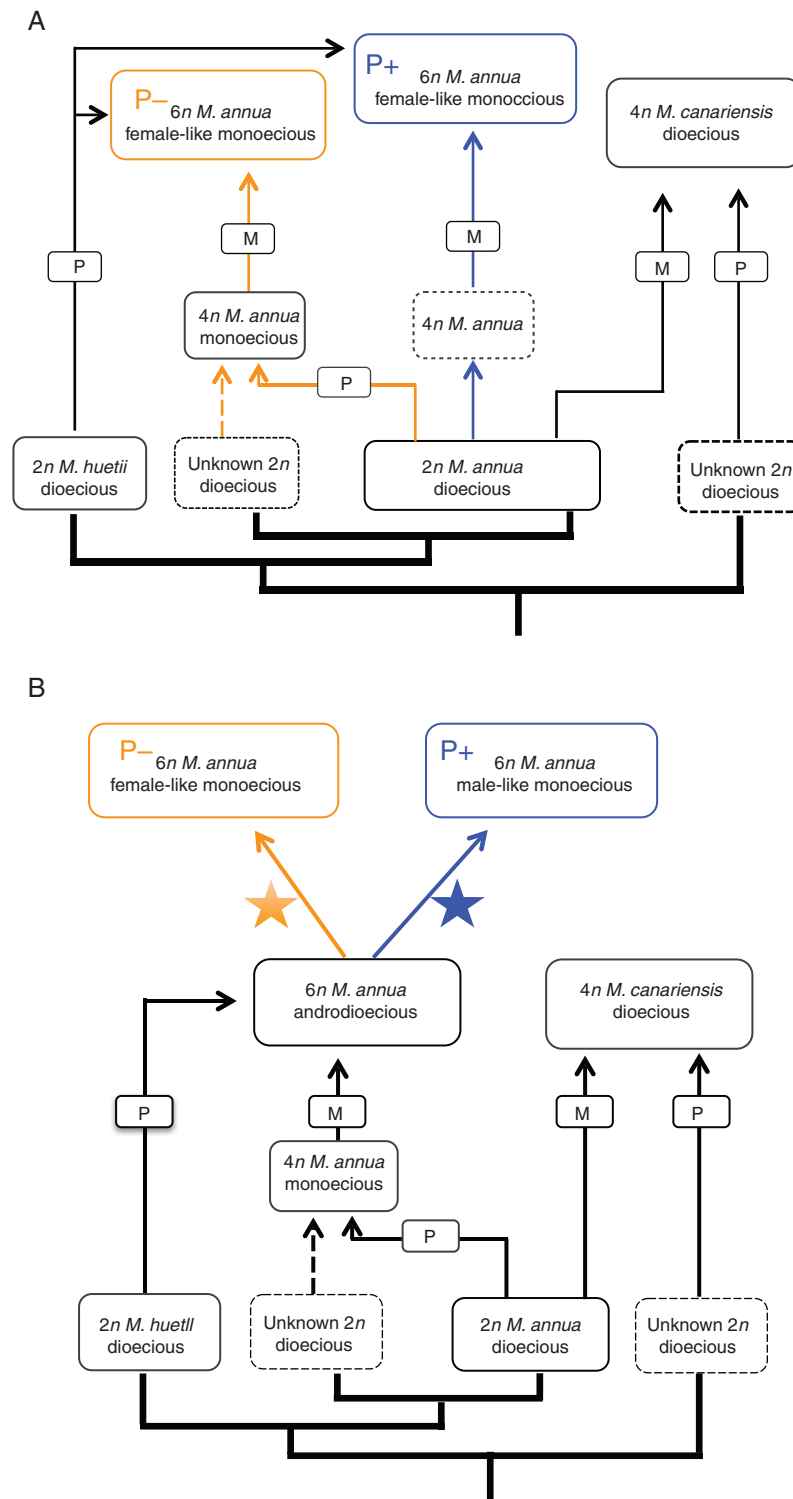 A
P–
6n M. annua
female-like monoecious
P+
6n M. annua
female-like monoccious
4n M. canariensis
dioecious
P
M
M
M
P
4n M. annua
monoecious
4n M. annua
P
2n M. huetii
dioecious
Unknown 2n
dioecious
2n M. annua
dioecious
Unknown 2n
dioecious
B
P–
6n M. annua
female-like monoecious
P+
6n M. annua
male-like monoecious
6n M. annua
androdioecious
4n M. canariensis
dioecious
P
M
M
P
4n M. annua
monoecious
P
2n M. huetll
dioecious
Unknown 2n
dioecious
2n M. annua
dioecious
Unknown 2n
dioecious